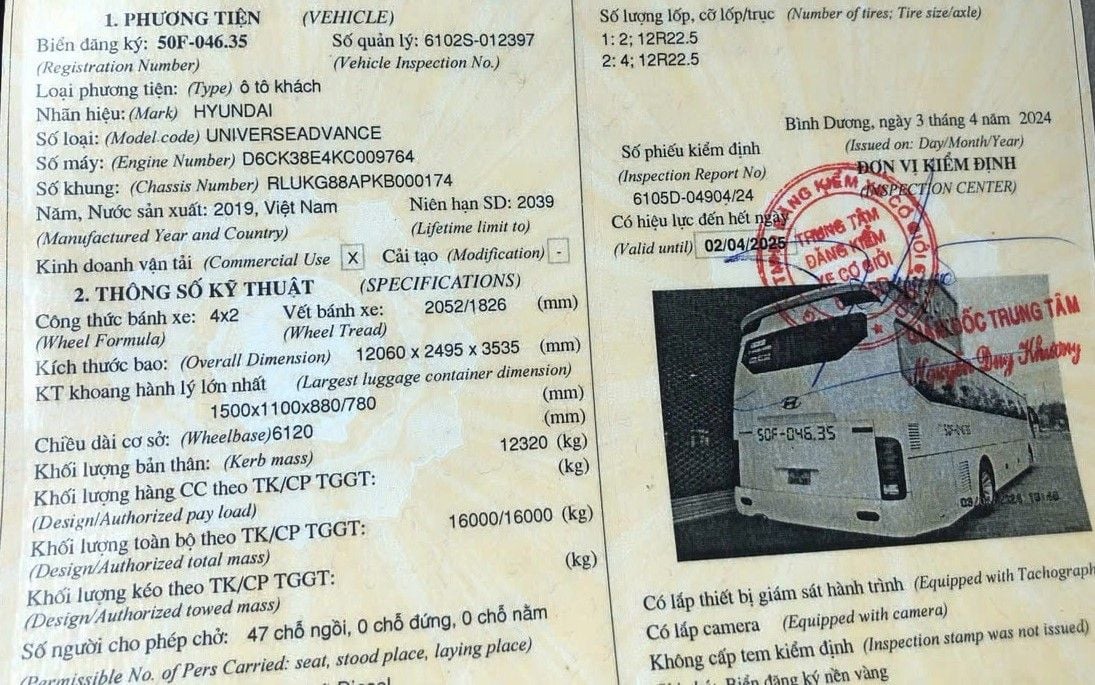 1. PHƯƠNG TIỆN (VEHICLE)
Biển đăng ký: 50F-046.35 Số quản lý: 6102S-012397
(Registration Number) (Vehicle Inspection No.)
Loại phương tiện: (Type) ô tô khách
Nhãn hiệu: (Mark) HYUNDAI
Số loại: (Model code) UNIVERSEADVANCE
Số máy: (Engine Number) D6CK38E4KC009764
Số khung: (Chassis Number) RLUKG88APKB000174
Năm, Nước sản xuất: 2019, Việt Nam Niên hạn SD: 2039
(Manufactured Year and Country) (Lifetime limit to)
Kinh doanh vận tải (Commercial Use X Cải tạo (Modification) -
2. THÔNG SỐ KỸ THUẬT (SPECIFICATIONS)
Công thức bánh xe: 4x2 Vết bánh xe: 2052/1826 (mm)
(Wheel Formula) (Wheel Tread)
Kích thước bao: (Overall Dimension) 12060 x 2495 x 3535 (mm)
KT khoang hành lý lớn nhất (Largest luggage container dimension)
1500x1100x880/780 (mm)
Chiều dài cơ sở: (Wheelbase)6120 (mm)
Khối lượng bản thân: (Kerb mass) 12320 (kg)
Khối lượng hàng CC theo TK/CP TGGT: (kg)
(Design/Authorized pay load)
Khối lượng toàn bộ theo TK/CP TGGT: 16000/16000 (kg)
(Design/Authorized total mass)
Khối lượng kéo theo TK/CP TGGT: (kg)
(Design/Authorized towed mass)
Số người cho phép chở: 47 chỗ ngồi, 0 chỗ đứng, 0 chỗ nằm
(Permissible No. of Pers Carried: seat, stood place, laying place)
Diesel
Số lượng lốp, cỡ lốp/trục (Number of tires; Tire size/axle)
1: 2; 12R22.5
2: 4; 12R22.5
Bình Dương, ngày 3 tháng 4 năm 2024
(Issued on: Day/Month/Year)
Số phiếu kiểm định ĐƠN VỊ KIỂM ĐỊNH
(Inspection Report No) (INSPECTION CENTER)
6105D-04904/24
Có hiệu lực đến hết ngày
(Valid until) 02/04/2025
TRUNG TÂM
ĐĂNG KIỂM
XE CƠ GIỚI
GIÁM ĐỐC TRUNG TÂM
Nguyễn Duy Khương
50F-046.35
50F-046.35
Có lắp thiết bị giám sát hành trình (Equipped with Tachograph
Có lắp camera (Equipped with camera)
Không cấp tem kiểm định (Inspection stamp was not issued)
Biển đăng ký nền vàng